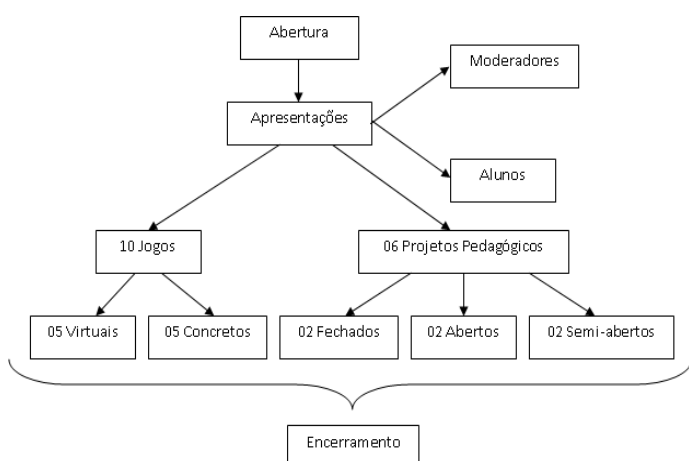 Abertura
Moderadores
Apresentações
Alunos
10 Jogos
06 Projetos Pedagógicos
05 Virtuais
05 Concretos
02 Fechados
02 Abertos
02 Semi-abertos
Encerramento